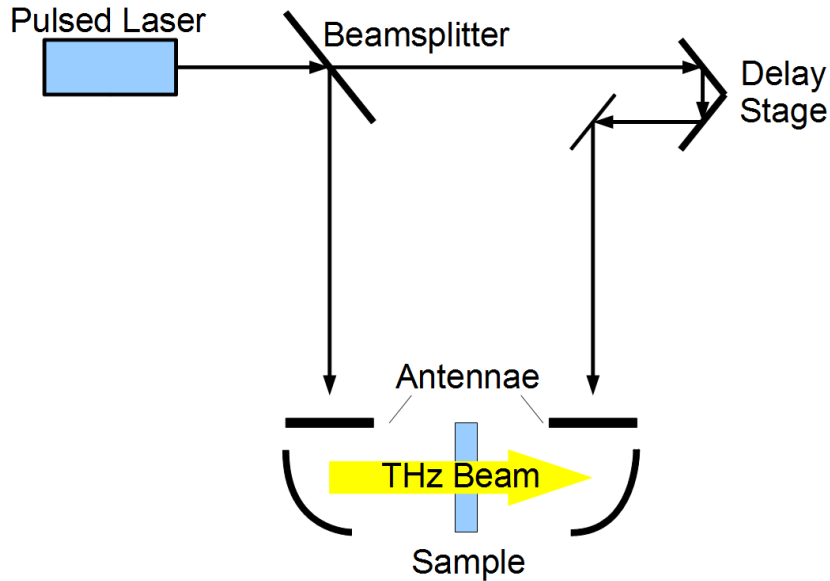 Pulsed Laser
Beamsplitter
Delay
Stage
Antennae
THz Beam
Sample